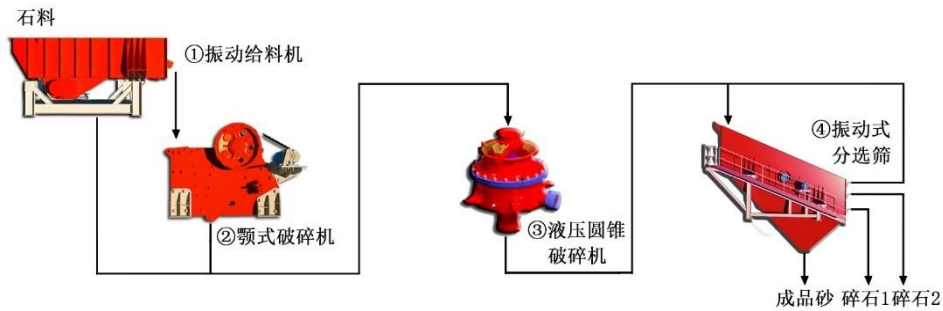 石料
①振动给料机
②颚式破碎机
③液压圆锥
破碎机
④振动式
分选筛
成品砂 碎石1碎石2